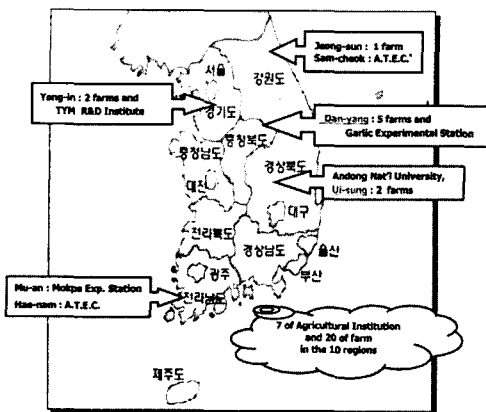 Jeong-sun : 1 farm
Sam-cheok : A.T.E.C.*
서울
강원도
Yong-in : 2 farms and
TYM R&D Institute
경기도
Dan-yang : 5 farms and
Garlic Experimental Station
충청북도
충청남도
경상북도
Andong Nat'l University,
Ui-sung : 2 farms
대전
대구
전라북도
경상남도
울산
광주
부산
Mu-an : Mokpo Exp. Station
Hae-nam : A.T.E.C.
전라남도
7 of Agricultural Institution
and 20 of farm
in the 10 regions
제주도